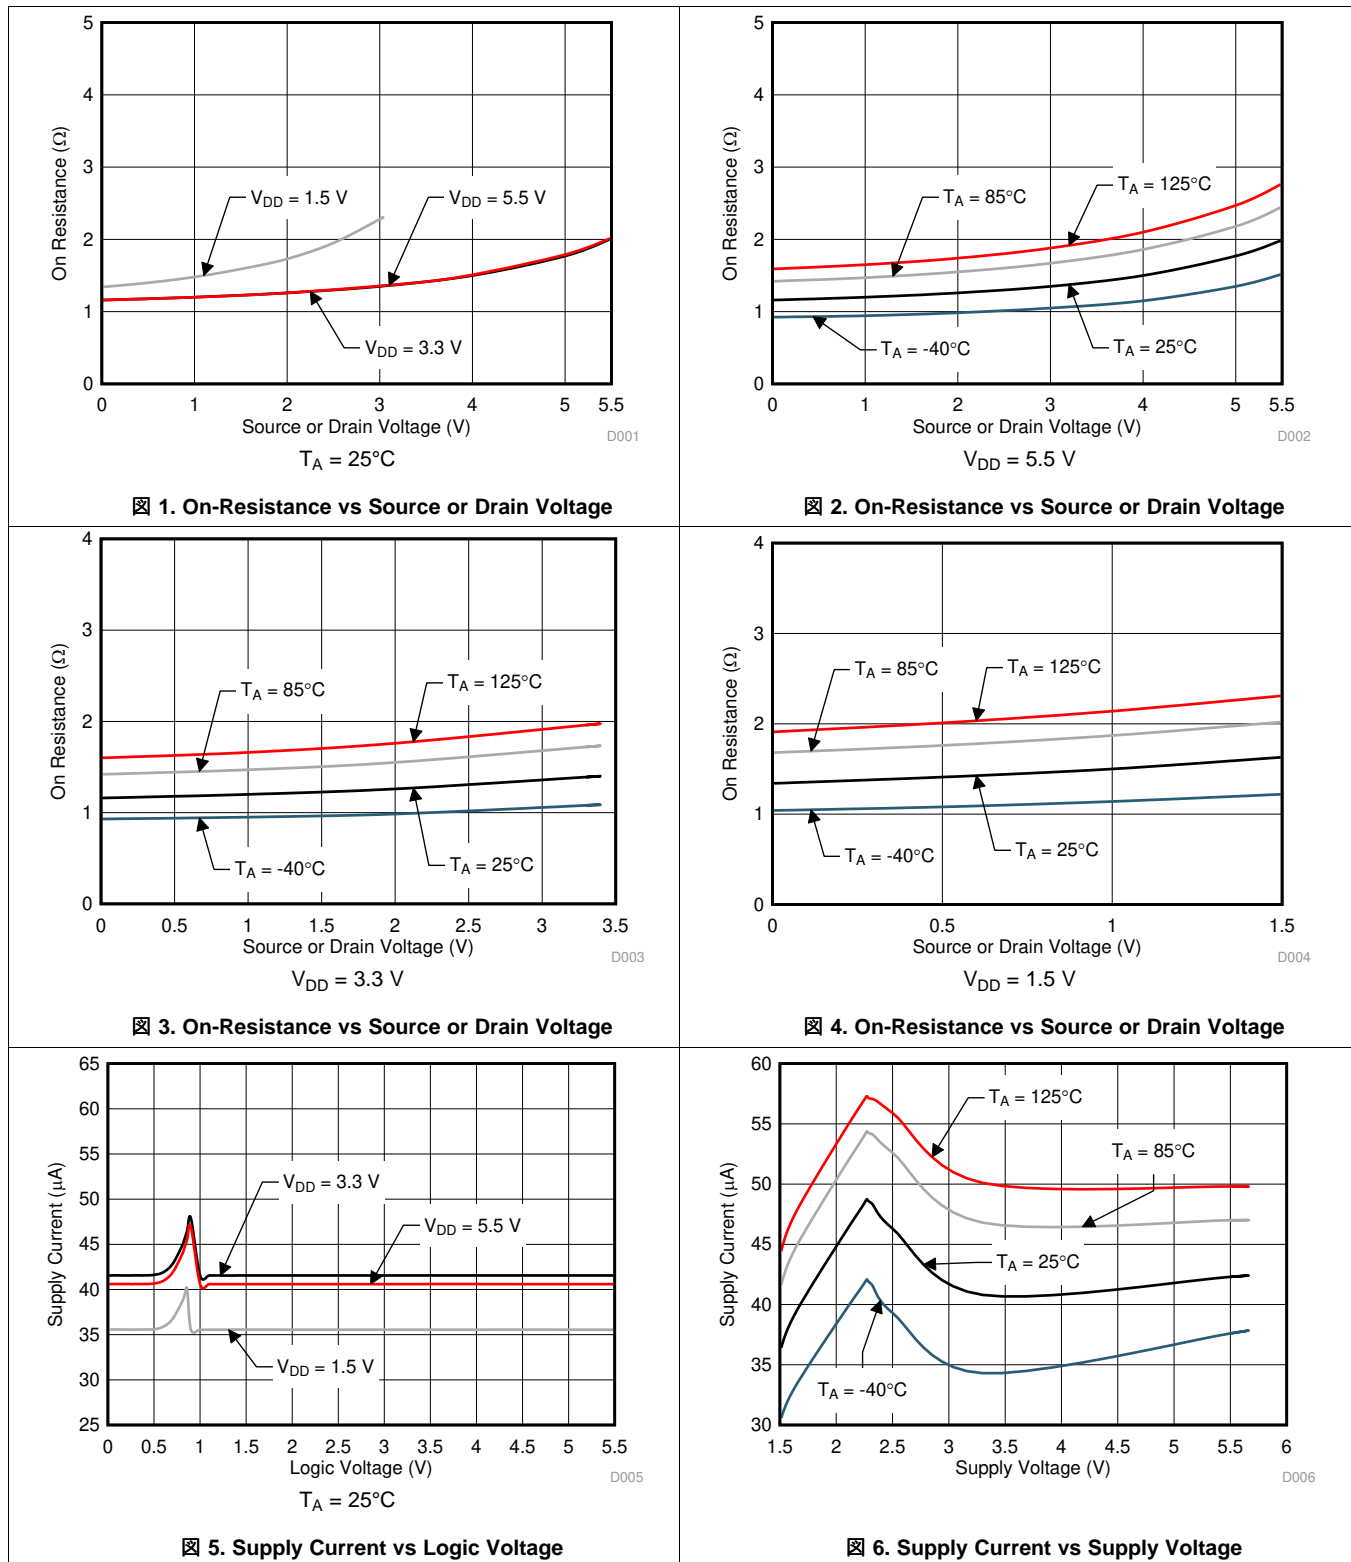 5
4
3
2
1
0
On Resistance (Ω)
V_DD = 1.5 V
V_DD = 5.5 V
V_DD = 3.3 V
0 1 2 3 4 5 5.5
Source or Drain Voltage (V)
D001
T_A = 25°C
図 1. On-Resistance vs Source or Drain Voltage
5
4
3
2
1
0
On Resistance (Ω)
T_A = 125°C
T_A = 85°C
T_A = -40°C
T_A = 25°C
0 1 2 3 4 5 5.5
Source or Drain Voltage (V)
D002
V_DD = 5.5 V
図 2. On-Resistance vs Source or Drain Voltage
4
3
2
1
0
On Resistance (Ω)
T_A = 85°C
T_A = 125°C
T_A = -40°C
T_A = 25°C
0 0.5 1 1.5 2 2.5 3 3.5
Source or Drain Voltage (V)
D003
V_DD = 3.3 V
図 3. On-Resistance vs Source or Drain Voltage
4
3
2
1
0
On Resistance (Ω)
T_A = 85°C
T_A = 125°C
T_A = -40°C
T_A = 25°C
0 0.5 1 1.5
Source or Drain Voltage (V)
D004
V_DD = 1.5 V
図 4. On-Resistance vs Source or Drain Voltage
65
60
55
50
45
40
35
30
25
Supply Current (μA)
V_DD = 3.3 V
V_DD = 5.5 V
V_DD = 1.5 V
0 0.5 1 1.5 2 2.5 3 3.5 4 4.5 5 5.5
Logic Voltage (V)
D005
T_A = 25°C
図 5. Supply Current vs Logic Voltage
60
55
50
45
40
35
30
Supply Current (μA)
T_A = 125°C
T_A = 85°C
T_A = 25°C
T_A = -40°C
1.5 2 2.5 3 3.5 4 4.5 5 5.5 6
Supply Voltage (V)
D006
図 6. Supply Current vs Supply Voltage